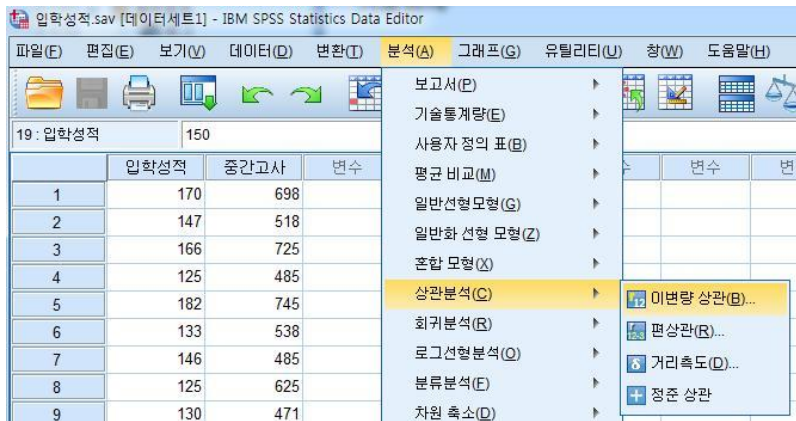 입학성적.sav [데이터세트1] - IBM SPSS Statistics Data Editor
파일(F) 편집(E) 보기(V) 데이터(D) 변환(T) 분석(A) 그래프(G) 유틸리티(U) 창(W) 도움말(H)
19 : 입학성적 150
입학성적 중간고사 변수 변수 변수 변
1 170 698
2 147 518
3 166 725
4 125 485
5 182 745
6 133 538
7 146 485
8 125 625
9 130 471
보고서(P)
기술통계량(E)
사용자 정의 표(B)
평균 비교(M)
일반선형모형(G)
일반화 선형 모형(Z)
혼합 모형(X)
상관분석(C)
회귀분석(R)
로그선형분석(O)
분류분석(F)
차원 축소(D)
이변량 상관(B)...
편상관(R)...
거리측도(D)...
정준 상관